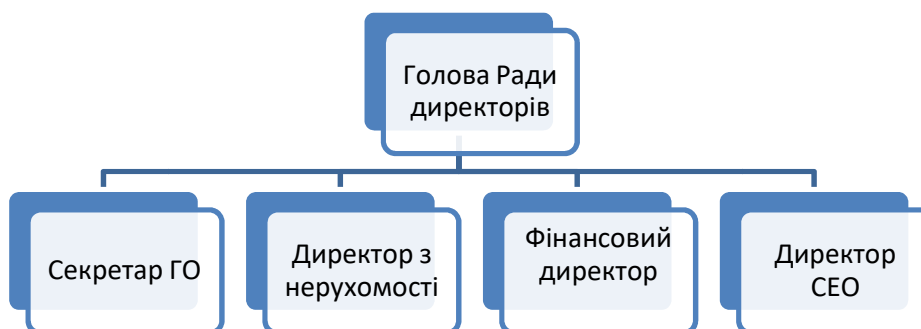 Голова Ради
директорів
Секретар ГО
Директор з
нерухомості
Фінансовий
директор
Директор
СЕО